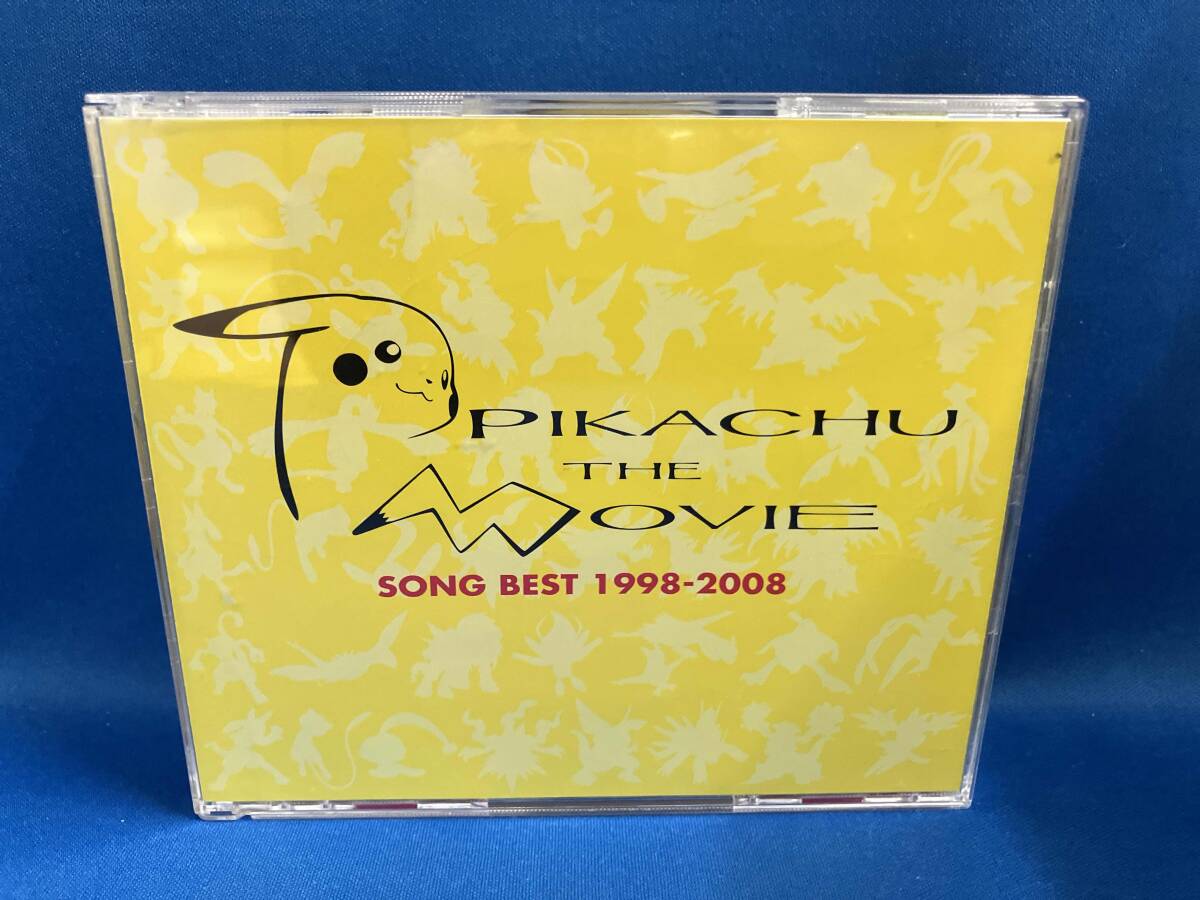 PIKACHU
THE
MOVIE
SONG BEST 1998-2008